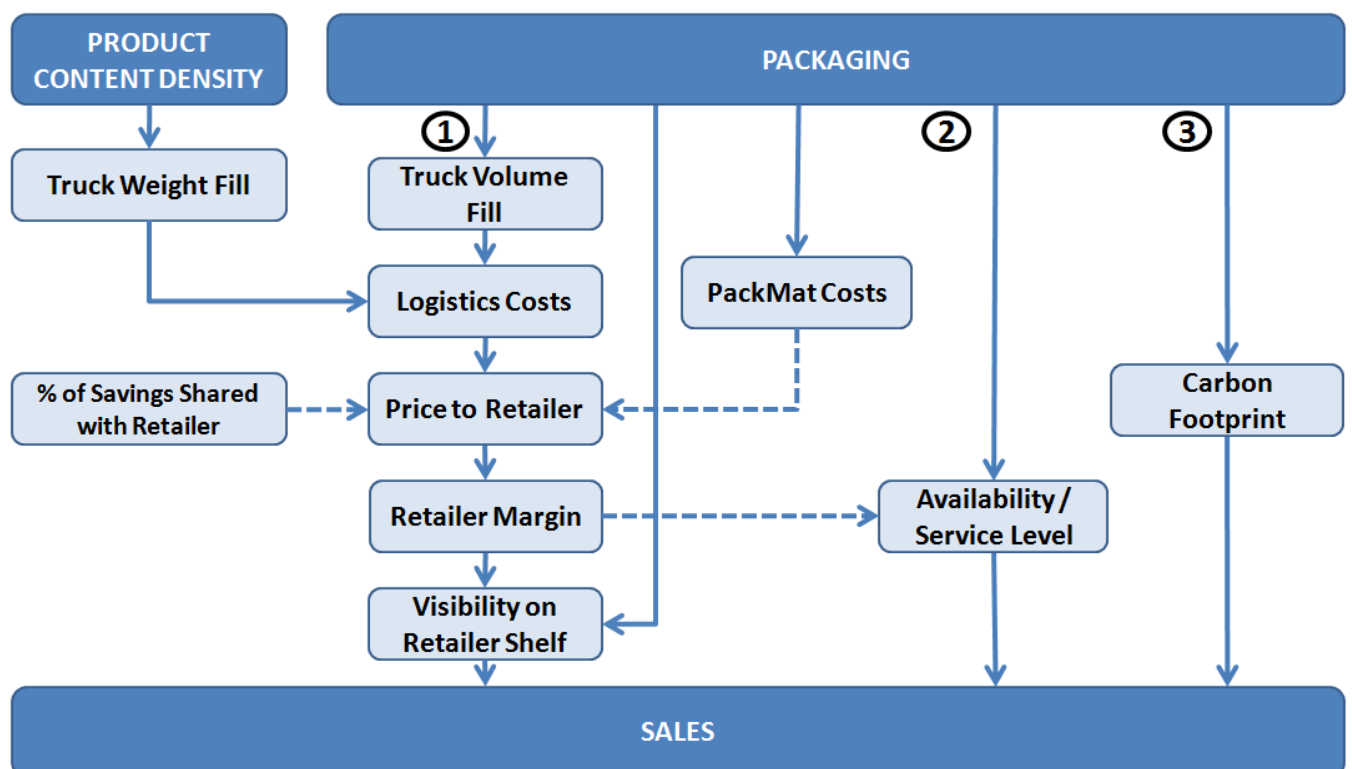 PRODUCT
CONTENT DENSITY
PACKAGING
1
2
3
Truck Weight Fill
Truck Volume
Fill
Logistics Costs
PackMat Costs
% of Savings Shared
with Retailer
Price to Retailer
Carbon
Footprint
Retailer Margin
Availability /
Service Level
Visibility on
Retailer Shelf
SALES